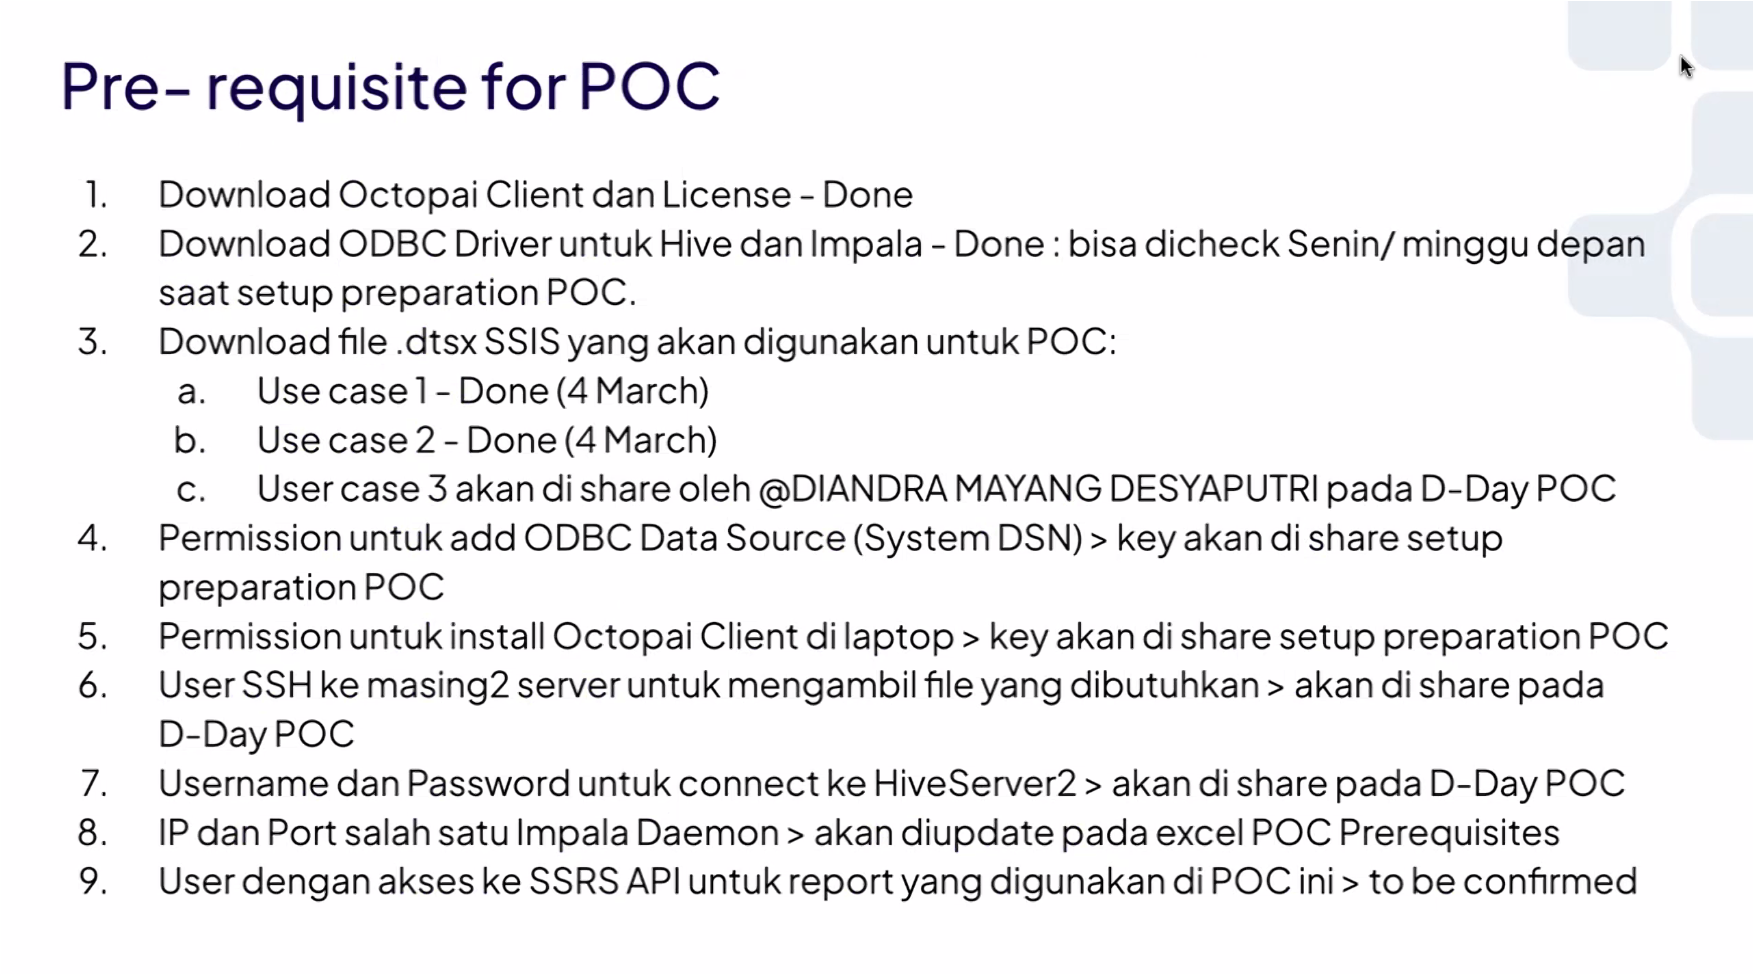 Pre- requisite for POC
1. Download Octopai Client dan License - Done
2. Download ODBC Driver untuk Hive dan Impala - Done : bisa dicheck Senin/ minggu depan
saat setup preparation POC.
3. Download file .dtsx SSIS yang akan digunakan untuk POC:
a. Use case 1 - Done (4 March)
b. Use case 2 - Done (4 March)
c. User case 3 akan di share oleh @DIANDRA MAYANG DESYAPUTRI pada D-Day POC
4. Permission untuk add ODBC Data Source (System DSN) > key akan di share setup
preparation POC
5. Permission untuk install Octopai Client di laptop > key akan di share setup preparation POC
6. User SSH ke masing2 server untuk mengambil file yang dibutuhkan > akan di share pada
D-Day POC
7. Username dan Password untuk connect ke HiveServer2 > akan di share pada D-Day POC
8. IP dan Port salah satu Impala Daemon > akan diupdate pada excel POC Prerequisites
9. User dengan akses ke SSRS API untuk report yang digunakan di POC ini > to be confirmed